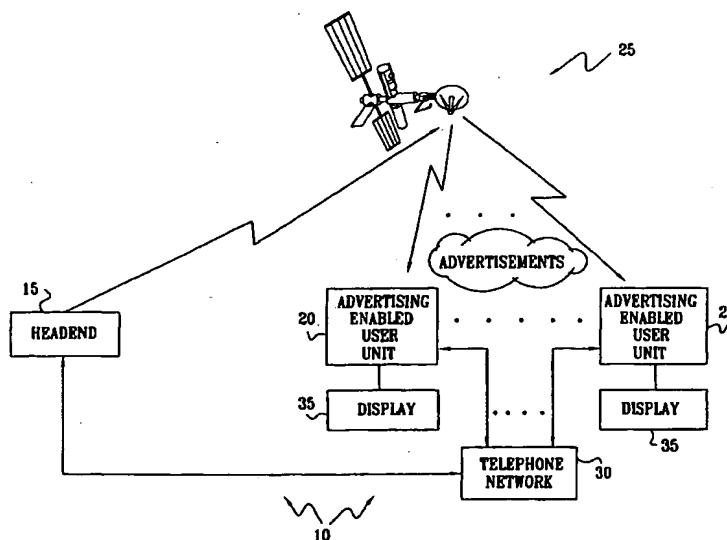 25
ADVERTISEMENTS
15
HEADEND
20
ADVERTISING
ENABLED
USER
UNIT
ADVERTISING
ENABLED
USER
UNIT
35
DISPLAY
DISPLAY
35
TELEPHONE
NETWORK
30
10